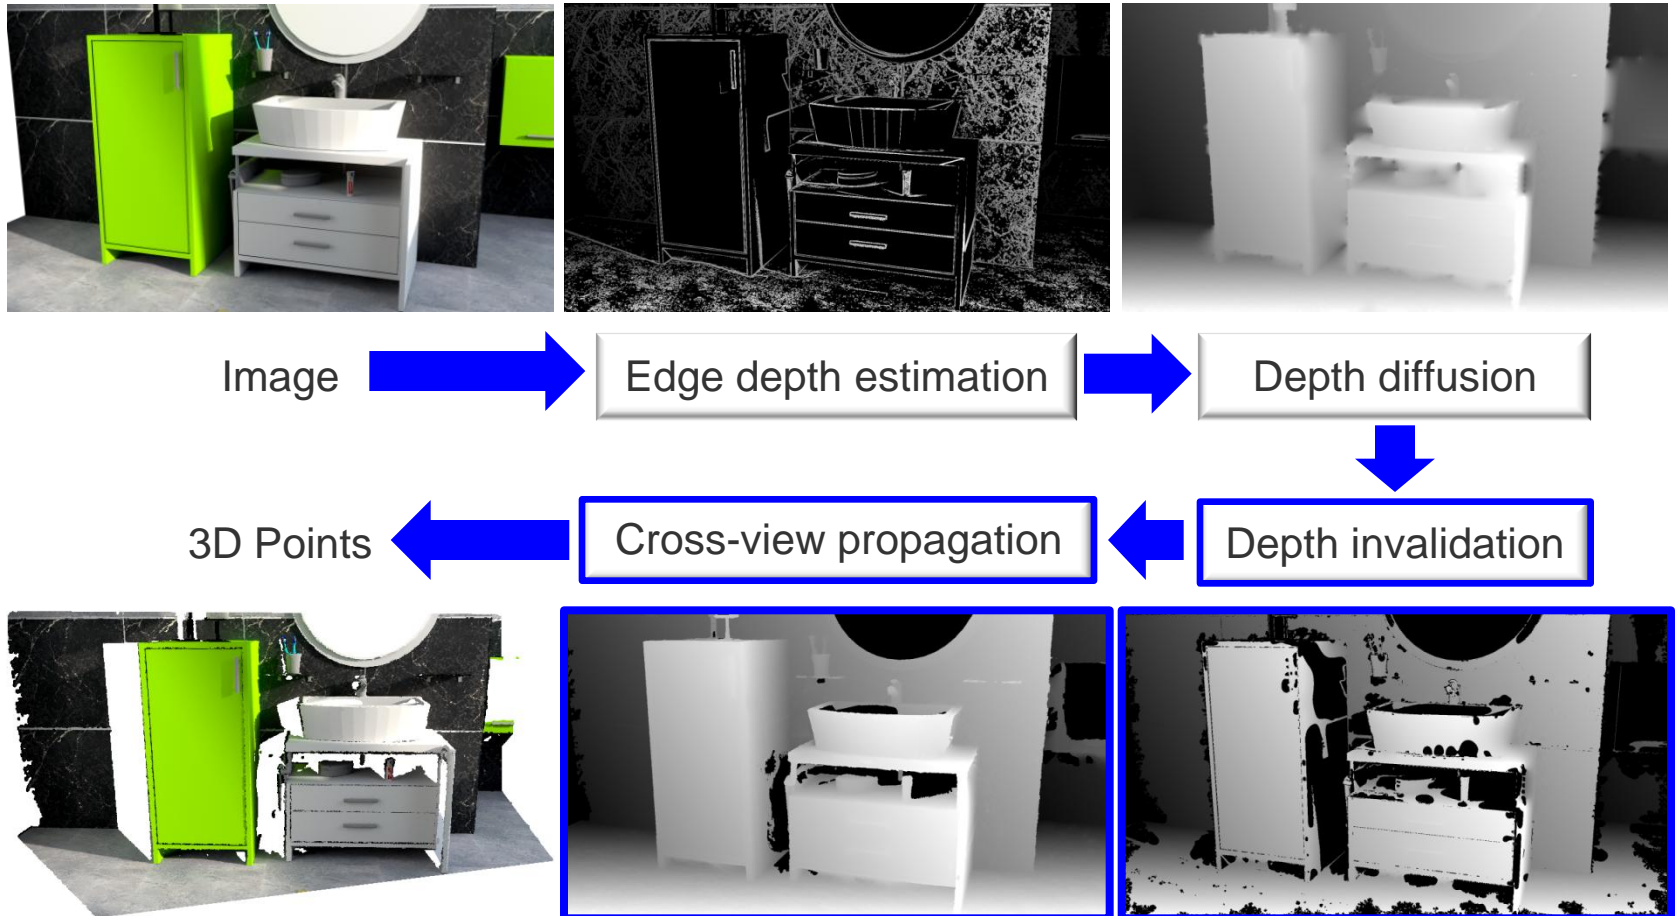 Image
Edge depth estimation
Depth diffusion
3D Points
Cross-view propagation
Depth invalidation